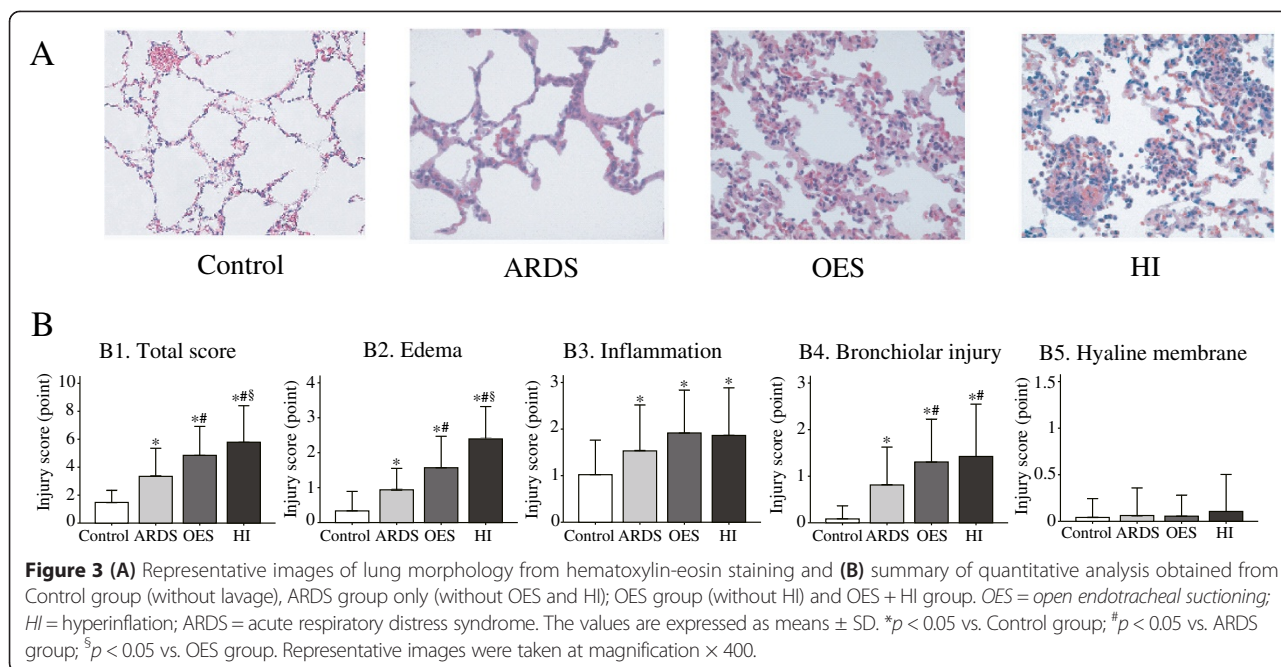 A
Control
ARDS
OES
HI
B
B1. Total score
Injury score (point)
10
8
6
4
2
0
*
*#
*#§
Control ARDS OES HI
B2. Edema
Injury score (point)
4
3
2
1
0
*
*#
*#§
Control ARDS OES HI
B3. Inflammation
Injury score (point)
3
2
1
0
*
*
*
Control ARDS OES HI
B4. Bronchiolar injury
Injury score (point)
3
2
1
0
*
*#
*#
Control ARDS OES HI
B5. Hyaline membrane
Injury score (point)
1.5
1
0.5
0
Control ARDS OES HI
Figure 3 (A) Representative images of lung morphology from hematoxylin-eosin staining and (B) summary of quantitative analysis obtained from
Control group (without lavage), ARDS group only (without OES and HI); OES group (without HI) and OES + HI group. OES = open endotracheal suctioning;
HI = hyperinflation; ARDS = acute respiratory distress syndrome. The values are expressed as means ± SD. *p < 0.05 vs. Control group; #p < 0.05 vs. ARDS
group; §p < 0.05 vs. OES group. Representative images were taken at magnification × 400.